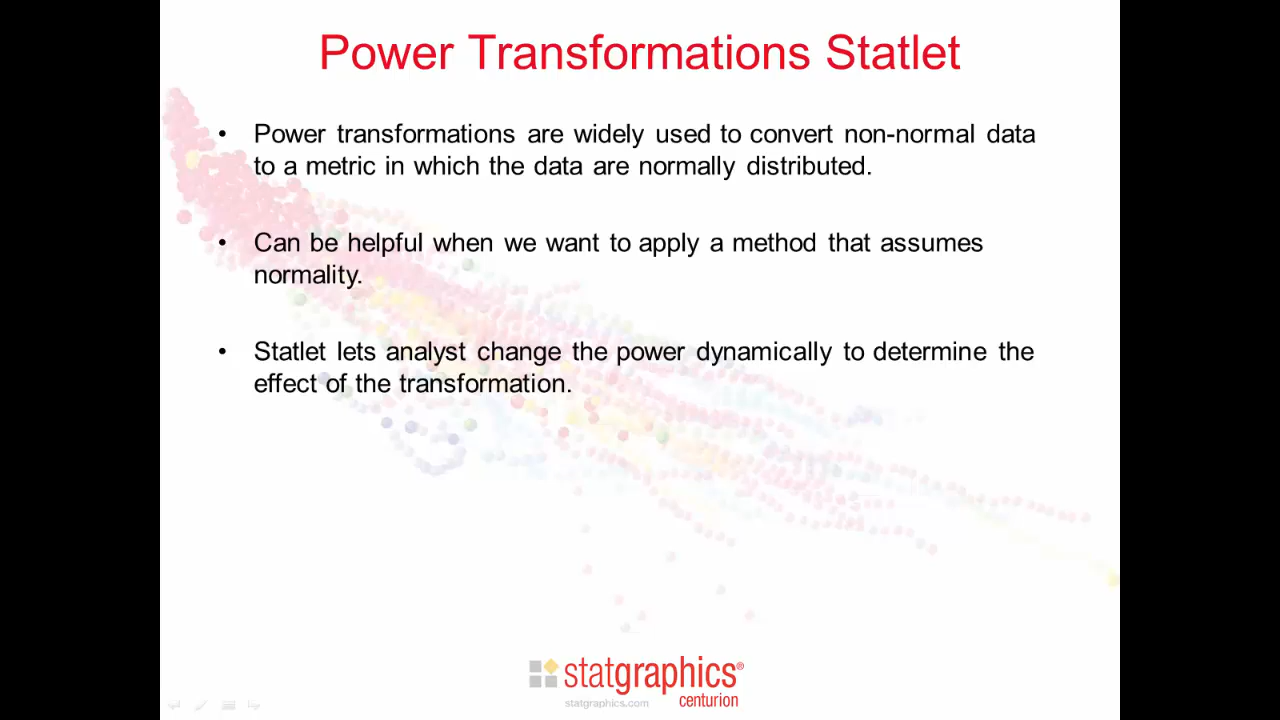 Power Transformations Statlet
• Power transformations are widely used to convert non-normal data
to a metric in which the data are normally distributed.
• Can be helpful when we want to apply a method that assumes
normality.
• Statlet lets analyst change the power dynamically to determine the
effect of the transformation.
statgraphics®
statgraphics.com centurion